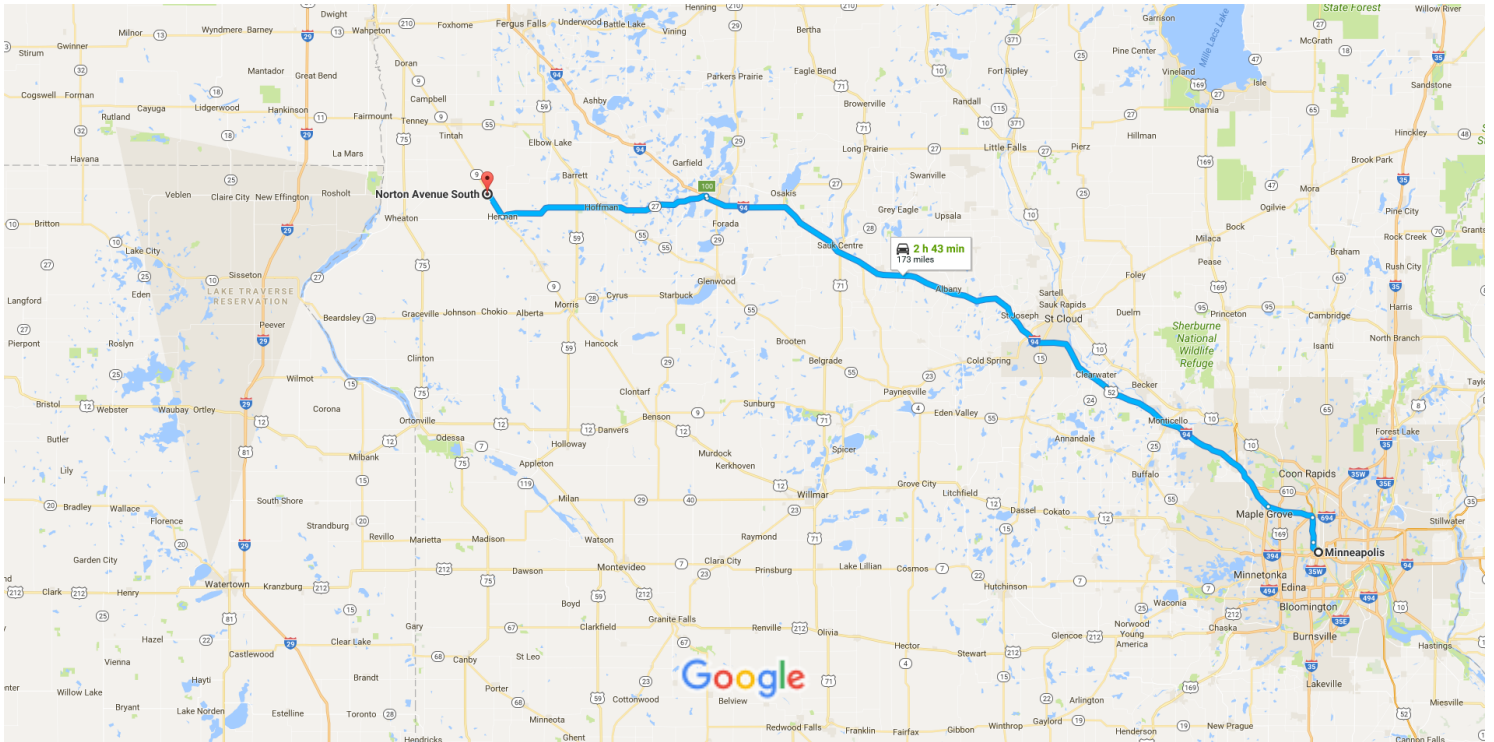 Dwight
Foxhome
Fergus Falls
Underwood
Battle Lake
Henning
Vining
Bertha
Garrison
State Forest
Willow River
Milnor
Wyndmere
Barney
Wahpeton
Stirum
Gwinner
Doran
Pine Center
Mille Lacs Lake
McGrath
Mantador
Great Bend
Parkers Prairie
Eagle Bend
Fort Ripley
Vineland
Isle
Sandstone
Cogswell
Forman
Cayuga
Lidgerwood
Hankinson
Campbell
Ashby
Browerville
Randall
Onamia
Rutland
Fairmount
Tenney
Tintah
Elbow Lake
Hillman
Hinckley
Havana
La Mars
Garfield
Long Prairie
Little Falls
Pierz
Brook Park
Veblen
Claire City
New Effington
Rosholt
Norton Avenue South
Barrett
100
Osakis
Swanville
Mora
Wheaton
Herman
Hoffman
Forada
Grey Eagle
Upsala
Ogilvie
Pine City
Britton
Bock
Milaca
Rock Creek
Grants
Lake City
Sauk Centre
2 h 43 min
173 miles
Pease
Braham
Rush City
Sisseton
Foley
Langford
Eden
LAKE TRAVERSE
RESERVATION
Glenwood
Starbuck
Cyrus
Morris
Albany
Sartell
Sauk Rapids
St Cloud
St Joseph
Harris
Beardsley
Graceville
Johnson
Chokio
Alberta
Duelm
Princeton
Cambridge
Peever
Sherburne
National
Wildlife
Refuge
Pierpont
Roslyn
Hancock
Brooten
Isanti
North Branch
Clinton
Belgrade
Cold Spring
Wilmot
Clearwater
Becker
Corona
Clontarf
Paynesville
Bristol
Webster
Waubay
Ortley
Benson
Sunburg
Eden Valley
Monticello
Ortonville
Danvers
Annandale
Forest Lake
Butler
Odessa
Holloway
Spicer
Milbank
Murdock
Kerkhoven
Appleton
Buffalo
Lily
Coon Rapids
Willmar
Grove City
Litchfield
South Shore
Milan
Bradley
Wallace
Dassel
Cokato
Maple Grove
Stillwater
Florence
Strandburg
Revillo
Marietta
Madison
Watson
Raymond
Garden City
Minneapolis
Clara City
Dawson
Montevideo
Prinsburg
Lake Lillian
Cosmos
Minnetonka
Edina
Watertown
Kranzburg
Hutchinson
Clark
Henry
Boyd
Waconia
Bloomington
Granite Falls
Norwood
Young
America
Chaska
Gary
Clarkfield
Renville
Olivia
Burnsville
Hazel
Clear Lake
Glencoe
Hastings
Castlewood
Canby
St Leo
Hector
Stewart
Vienna
Hayti
Brandt
Porter
Google
Lakeville
Willow Lake
Cottonwood
Belview
Arlington
Bryant
Lake Norden
Estelline
Toronto
Minneota
Redwood Falls
Franklin
Fairfax
Gibbon
Winthrop
Gaylord
Henderson
New Prague
Miesville
Hendricks
Ghent
Cannon Falls